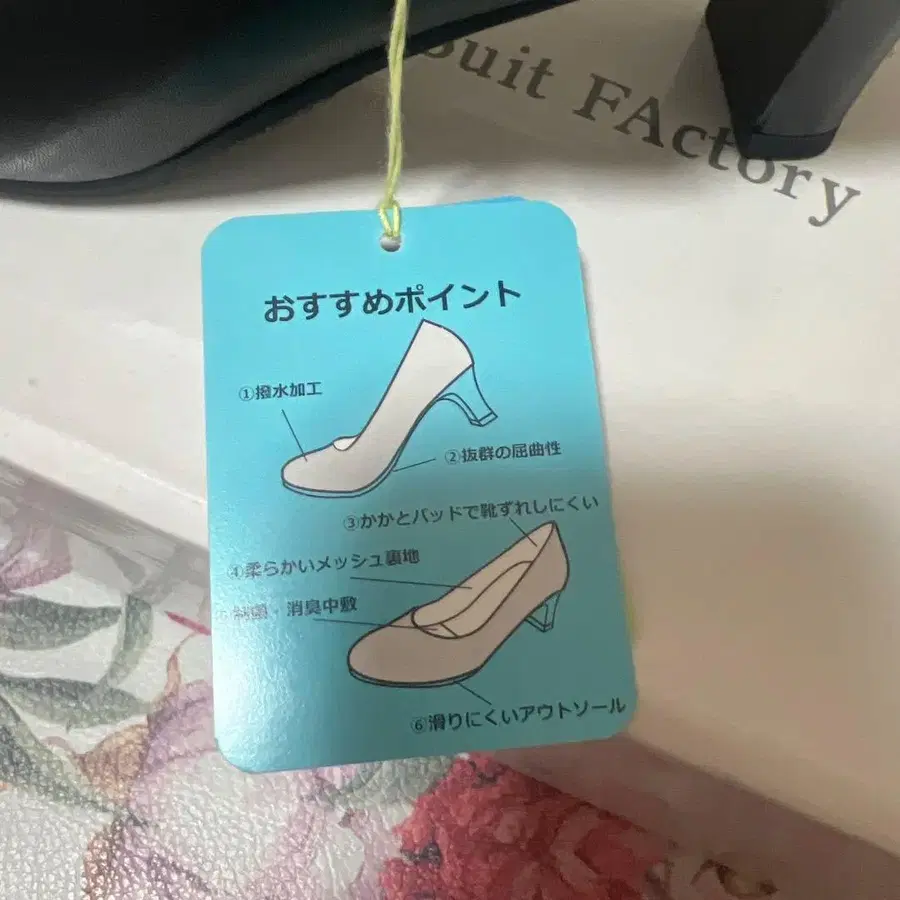 Suit FActory
おすすめポイント
①撥水加工
②抜群の屈曲性
③かかとパッドで靴ずれしにくい
④柔らかいメッシュ裏地
制菌・消臭中敷
⑥滑りにくいアウトソール